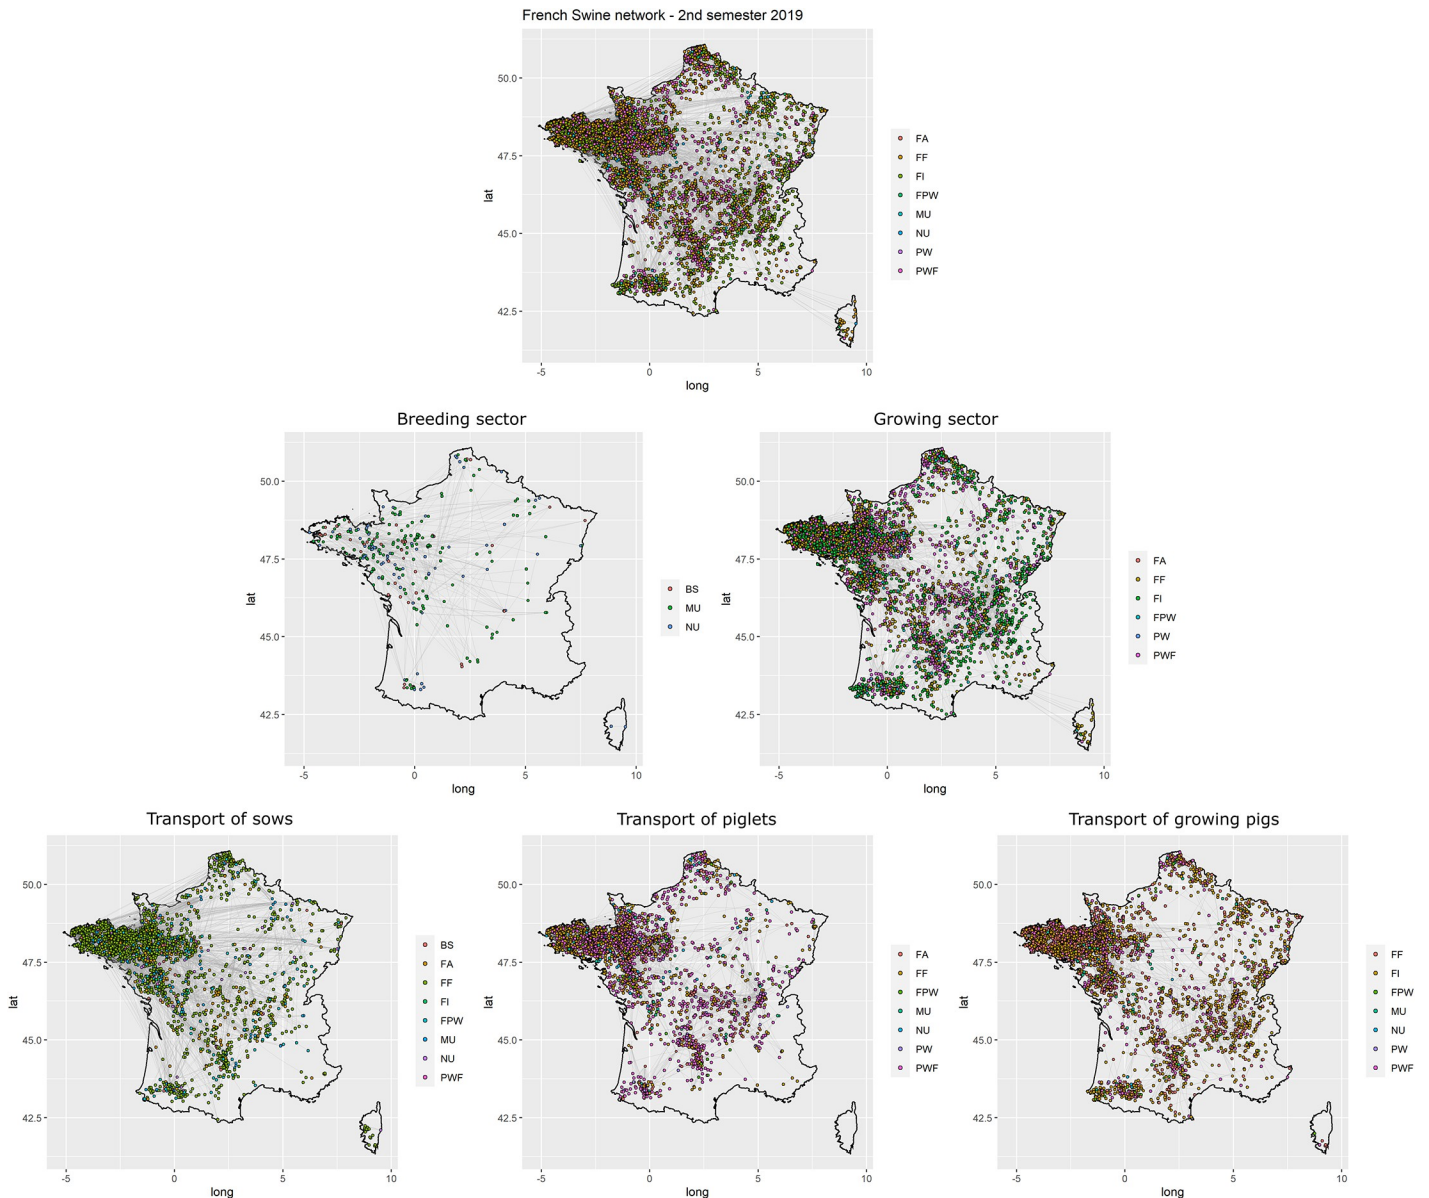 French Swine network - 2nd semester 2019
50.0
47.5
45.0
42.5
lat
-5 0 5 10
long
FA
FF
FI
FPW
MU
NU
PW
PWF
Breeding sector
50.0
47.5
45.0
42.5
lat
-5 0 5 10
long
BS
MU
NU
Growing sector
50.0
47.5
45.0
42.5
lat
-5 0 5 10
long
FA
FF
FI
FPW
PW
PWF
Transport of sows
50.0
47.5
45.0
42.5
lat
-5 0 5 10
long
BS
FA
FF
FI
FPW
MU
NU
PWF
Transport of piglets
50.0
47.5
45.0
42.5
lat
-5 0 5 10
long
FA
FF
FPW
MU
NU
PW
PWF
Transport of growing pigs
50.0
47.5
45.0
42.5
lat
-5 0 5 10
long
FF
FI
FPW
MU
NU
PW
PWF